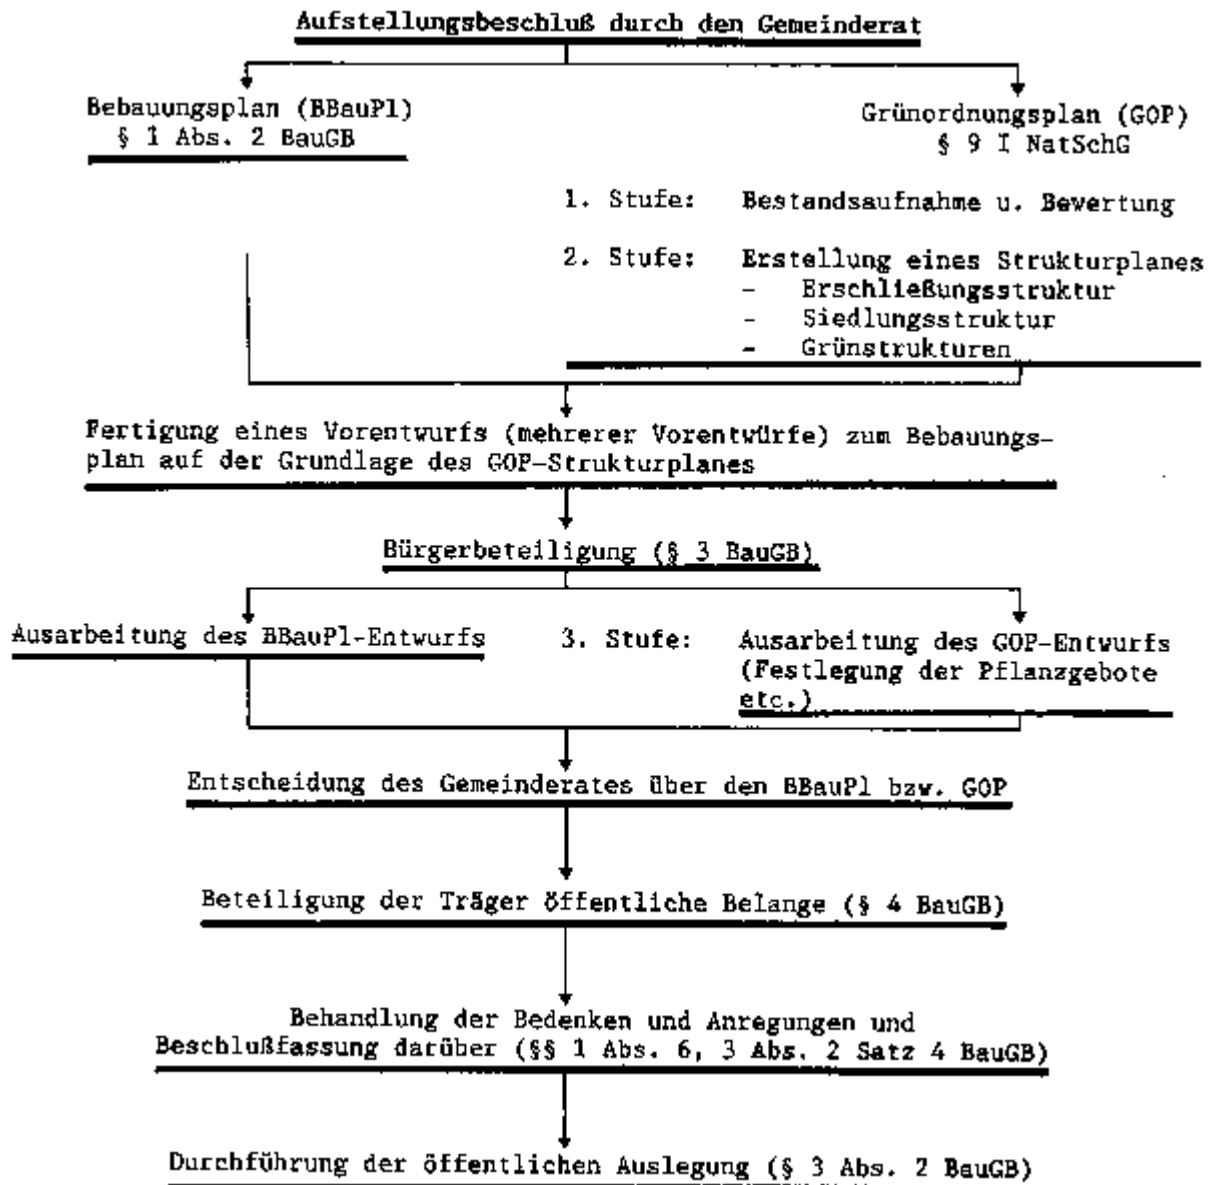 Aufstellungsbeschluß durch den Gemeinderat
Bebauungsplan (BBauPl)
§ 1 Abs. 2 BauGB
Grünordnungsplan (GOP)
§ 9 I NatSchG
1. Stufe: Bestandsaufnahme u. Bewertung
2. Stufe: Erstellung eines Strukturplanes
- Erschließungsstruktur
- Siedlungsstruktur
- Grünstrukturen
Fertigung eines Vorentwurfs (mehrerer Vorentwürfe) zum Bebauungs-
plan auf der Grundlage des GOP-Strukturplanes
Bürgerbeteiligung (§ 3 BauGB)
Ausarbeitung des BBauPl-Entwurfs
3. Stufe: Ausarbeitung des GOP-Entwurfs
(Festlegung der Pflanzgebote
etc.)
Entscheidung des Gemeinderates über den BBauPl bzw. GOP
Beteiligung der Träger öffentliche Belange (§ 4 BauGB)
Behandlung der Bedenken und Anregungen und
Beschlußfassung darüber (§§ 1 Abs. 6, 3 Abs. 2 Satz 4 BauGB)
Durchführung der öffentlichen Auslegung (§ 3 Abs. 2 BauGB)